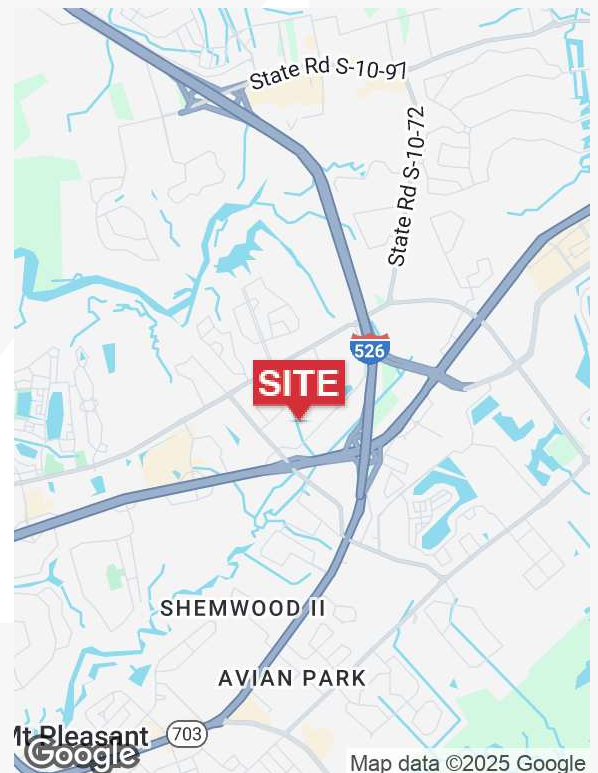 State Rd S-10-97
State Rd S-10-72
526
SITE
SHEMWOOD II
AVIAN PARK
Mt Pleasant
703
Google
Map data ©2025 Google